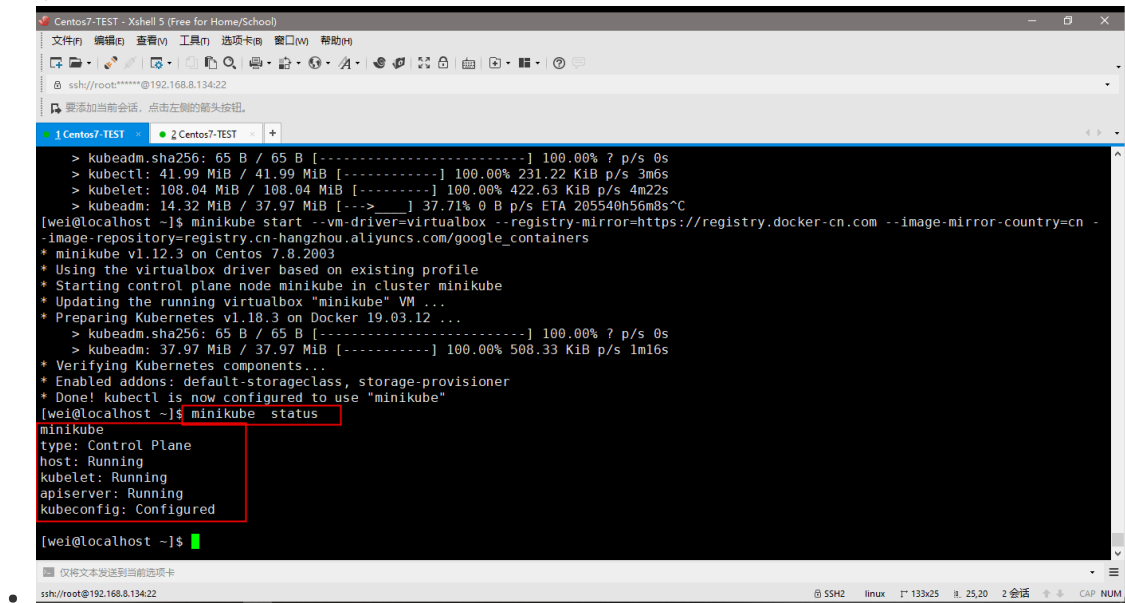 Centos7-TEST - Xshell 5 (Free for Home/School)
文件(F) 编辑(E) 查看(V) 工具(T) 选项卡(B) 窗口(W) 帮助(H)
ssh://root:******@192.168.8.134:22
要添加当前会话，点击左侧的箭头按钮。
1 Centos7-TEST × 2 Centos7-TEST × +
> kubeadm.sha256: 65 B / 65 B [--------------------------] 100.00% ? p/s 0s
> kubectl: 41.99 MiB / 41.99 MiB [------------] 100.00% 231.22 KiB p/s 3m6s
> kubelet: 108.04 MiB / 108.04 MiB [---------] 100.00% 422.63 KiB p/s 4m22s
> kubeadm: 14.32 MiB / 37.97 MiB [--->____] 37.71% 0 B p/s ETA 205540h56m8s^C
[wei@localhost ~]$ minikube start --vm-driver=virtualbox --registry-mirror=https://registry.docker-cn.com --image-mirror-country=cn -
-image-repository=registry.cn-hangzhou.aliyuncs.com/google_containers
* minikube v1.12.3 on Centos 7.8.2003
* Using the virtualbox driver based on existing profile
* Starting control plane node minikube in cluster minikube
* Updating the running virtualbox "minikube" VM ...
* Preparing Kubernetes v1.18.3 on Docker 19.03.12 ...
> kubeadm.sha256: 65 B / 65 B [--------------------------] 100.00% ? p/s 0s
> kubeadm: 37.97 MiB / 37.97 MiB [-----------] 100.00% 508.33 KiB p/s 1m16s
* Verifying Kubernetes components...
* Enabled addons: default-storageclass, storage-provisioner
* Done! kubectl is now configured to use "minikube"
[wei@localhost ~]$ minikube  status
minikube
type: Control Plane
host: Running
kubelet: Running
apiserver: Running
kubeconfig: Configured
[wei@localhost ~]$
仅将文本发送到当前选项卡
ssh://root@192.168.8.134:22 SSH2 linux 133x25 25,20 2 会话 CAP NUM